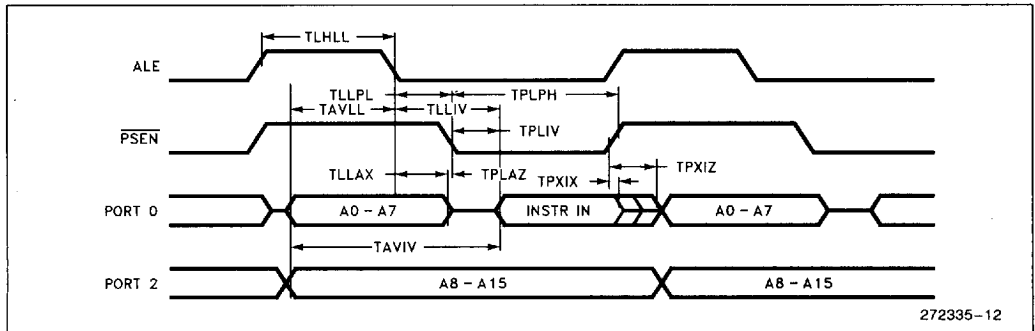 TLHLL
ALE
TLLPL TPLPH
TAVLL TLLIV
PSEN TPLIV
TLLAX TPLAZ TPXIZ
TPXIX
PORT 0 A0 – A7 INSTR IN A0 – A7
TAVIV
PORT 2 A8 – A15 A8 – A15
272335–12